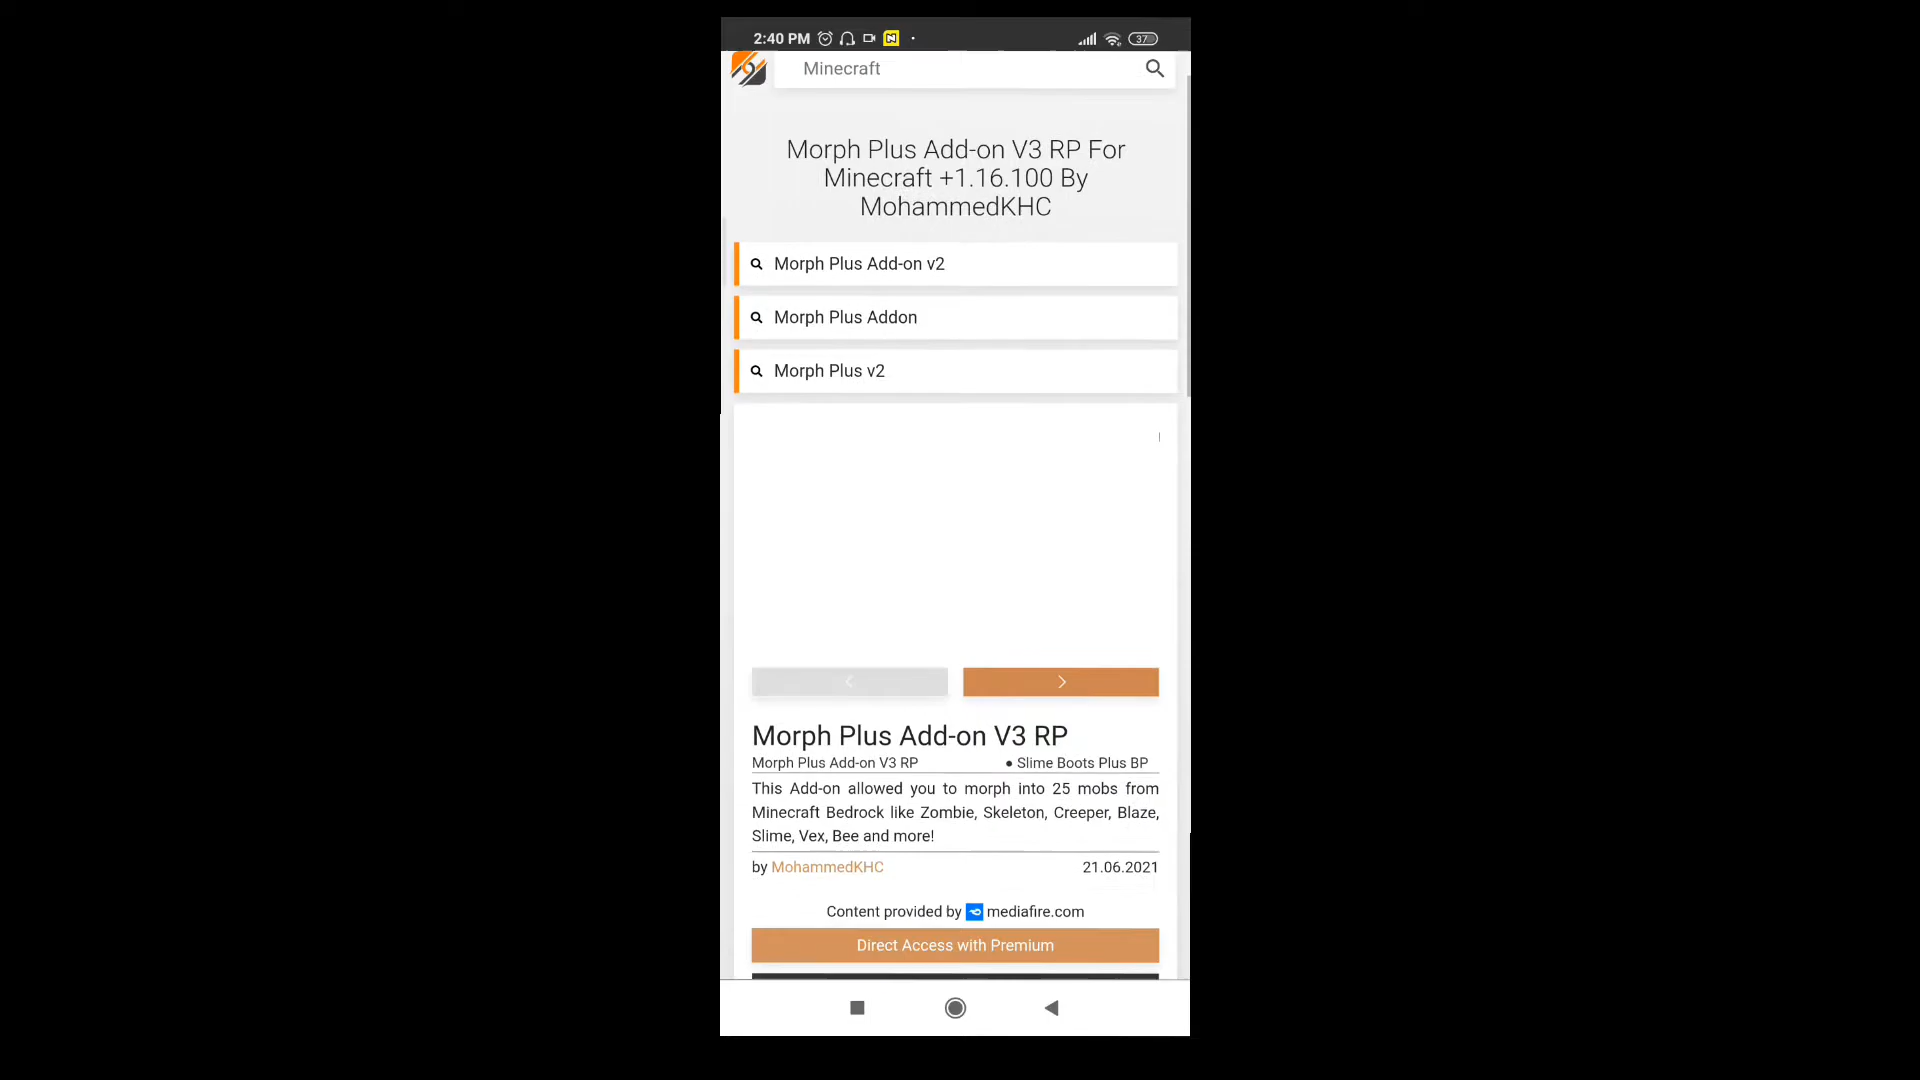 2:40 PM
37
Minecraft
Morph Plus Add-on V3 RP For
Minecraft +1.16.100 By
MohammedKHC
Morph Plus Add-on v2
Morph Plus Addon
Morph Plus v2
Morph Plus Add-on V3 RP
Morph Plus Add-on V3 RP ● Slime Boots Plus BP
This Add-on allowed you to morph into 25 mobs from
Minecraft Bedrock like Zombie, Skeleton, Creeper, Blaze,
Slime, Vex, Bee and more!
by MohammedKHC 21.06.2021
Content provided by mediafire.com
Direct Access with Premium